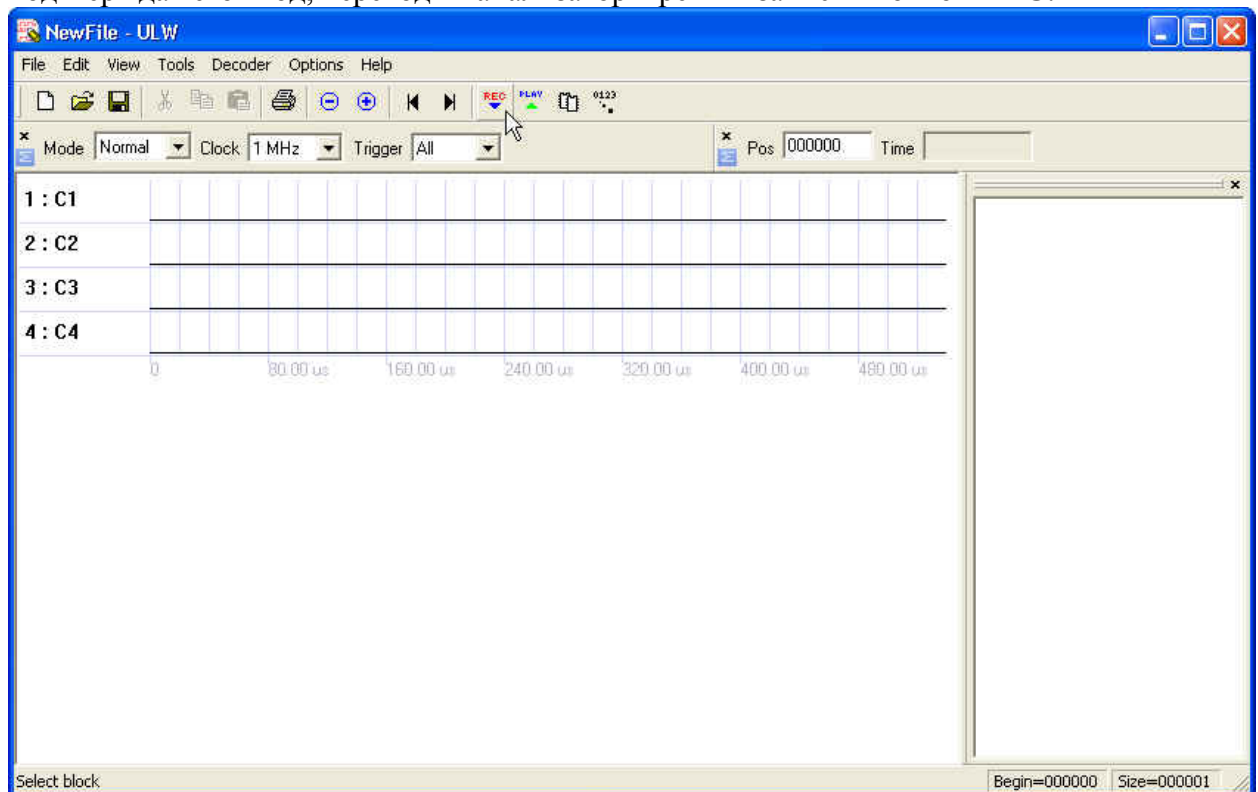 NewFile - ULW
File Edit View Tools Decoder Options Help
REC PLAY 0123
Mode Normal Clock 1 MHz Trigger All Pos 000000 Time
1 : C1
2 : C2
3 : C3
4 : C4
0 80.00 us 160.00 us 240.00 us 320.00 us 400.00 us 480.00 us
Select block Begin=000000 Size=000001